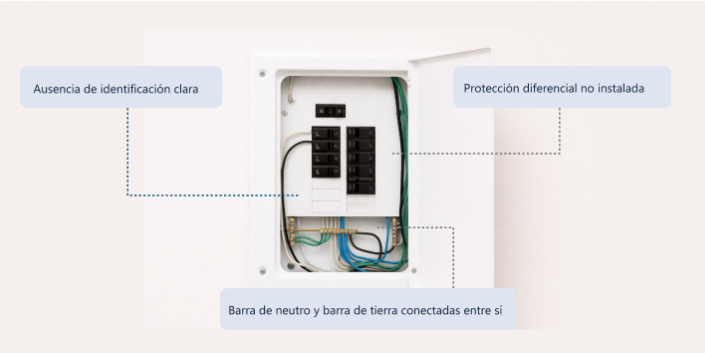 Ausencia de identificación clara
Protección diferencial no instalada
Barra de neutro y barra de tierra conectadas entre sí